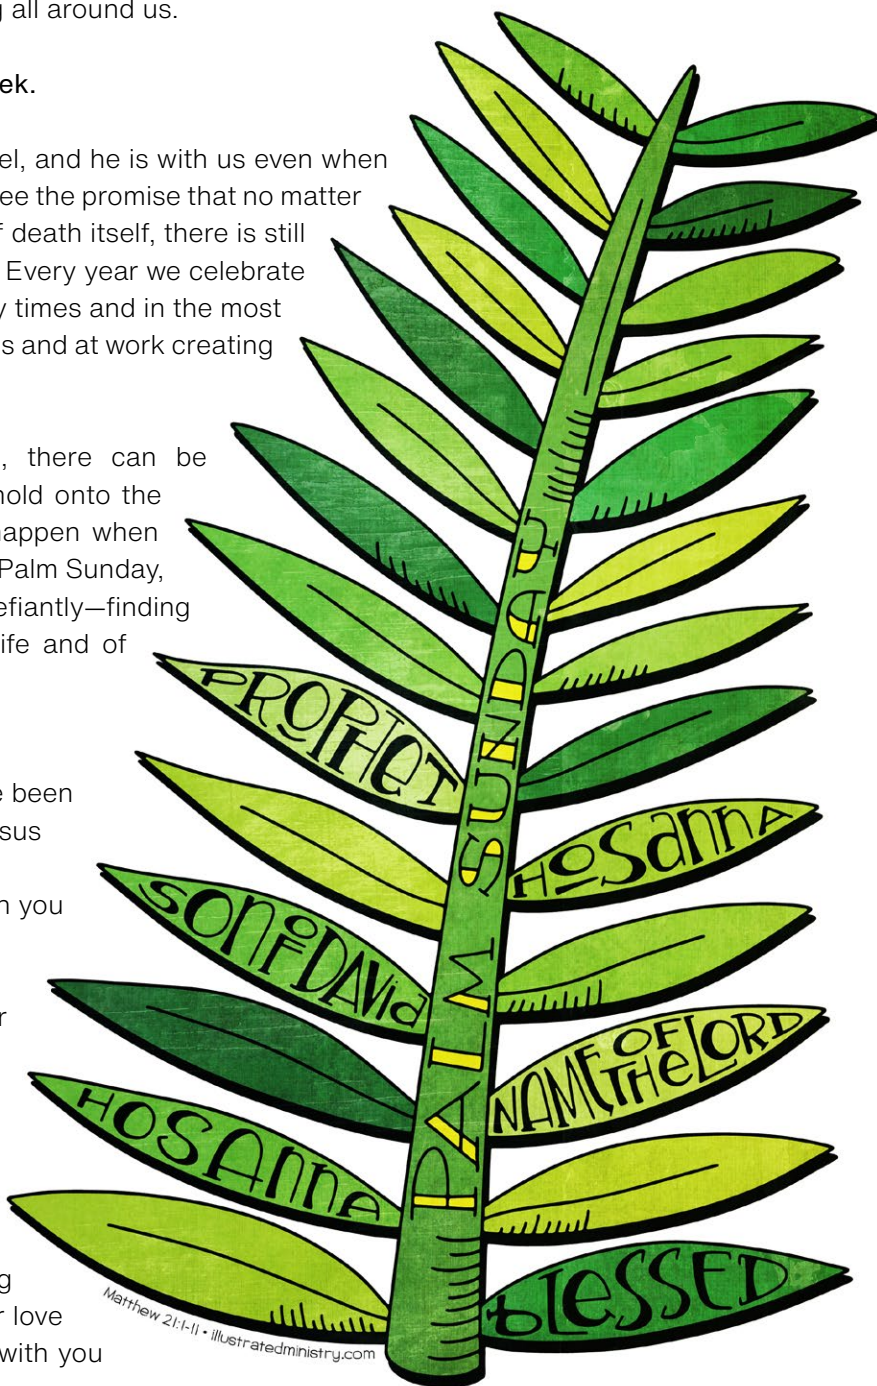 all around us.
ek.
el, and he is with us even when
ee the promise that no matter
f death itself, there is still
Every year we celebrate
y times and in the most
s and at work creating
, there can be
hold onto the
appen when
Palm Sunday,
efiantly—finding
ife and of
e been
sus
n you
r
g
r love
with you
PALM SUNDAY
PROPHET
HOSanna
SON OF DAVId
NAME OF THe LORD
HOSAnnA
bLeSSED
Matthew 21:1-11 • illustratedministry.com